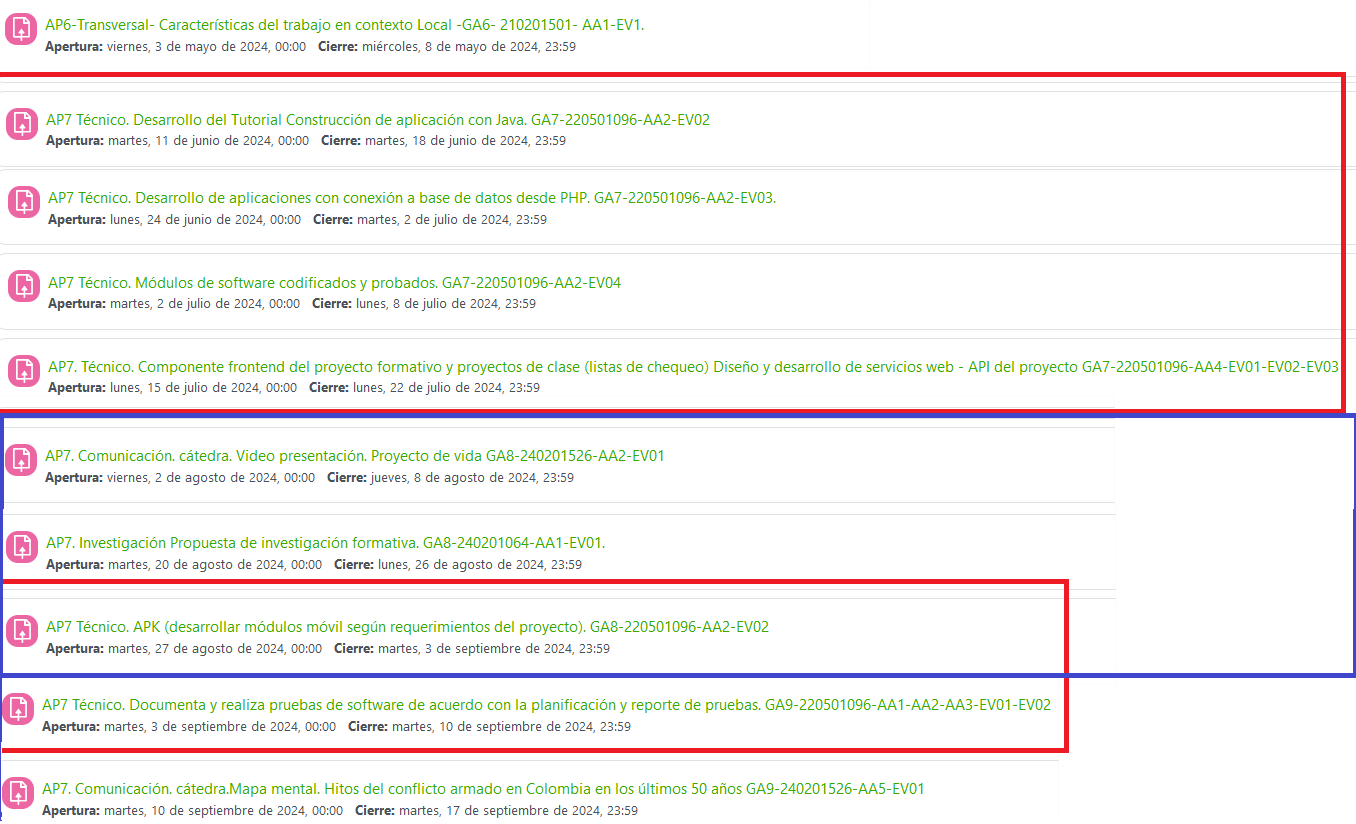 AP6-Transversal- Características del trabajo en contexto Local -GA6- 210201501- AA1-EV1.
Apertura: viernes, 3 de mayo de 2024, 00:00 Cierre: miércoles, 8 de mayo de 2024, 23:59
AP7 Técnico. Desarrollo del Tutorial Construcción de aplicación con Java. GA7-220501096-AA2-EV02
Apertura: martes, 11 de junio de 2024, 00:00 Cierre: martes, 18 de junio de 2024, 23:59
AP7 Técnico. Desarrollo de aplicaciones con conexión a base de datos desde PHP. GA7-220501096-AA2-EV03.
Apertura: lunes, 24 de junio de 2024, 00:00 Cierre: martes, 2 de julio de 2024, 23:59
AP7 Técnico. Módulos de software codificados y probados. GA7-220501096-AA2-EV04
Apertura: martes, 2 de julio de 2024, 00:00 Cierre: lunes, 8 de julio de 2024, 23:59
AP7. Técnico. Componente frontend del proyecto formativo y proyectos de clase (listas de chequeo) Diseño y desarrollo de servicios web - API del proyecto GA7-220501096-AA4-EV01-EV02-EV03
Apertura: lunes, 15 de julio de 2024, 00:00 Cierre: lunes, 22 de julio de 2024, 23:59
AP7. Comunicación. cátedra. Video presentación. Proyecto de vida GA8-240201526-AA2-EV01
Apertura: viernes, 2 de agosto de 2024, 00:00 Cierre: jueves, 8 de agosto de 2024, 23:59
AP7. Investigación Propuesta de investigación formativa. GA8-240201064-AA1-EV01.
Apertura: martes, 20 de agosto de 2024, 00:00 Cierre: lunes, 26 de agosto de 2024, 23:59
AP7 Técnico. APK (desarrollar módulos móvil según requerimientos del proyecto). GA8-220501096-AA2-EV02
Apertura: martes, 27 de agosto de 2024, 00:00 Cierre: martes, 3 de septiembre de 2024, 23:59
AP7 Técnico. Documenta y realiza pruebas de software de acuerdo con la planificación y reporte de pruebas. GA9-220501096-AA1-AA2-AA3-EV01-EV02
Apertura: martes, 3 de septiembre de 2024, 00:00 Cierre: martes, 10 de septiembre de 2024, 23:59
AP7. Comunicación. cátedra.Mapa mental. Hitos del conflicto armado en Colombia en los últimos 50 años GA9-240201526-AA5-EV01
Apertura: martes, 10 de septiembre de 2024, 00:00 Cierre: martes, 17 de septiembre de 2024, 23:59